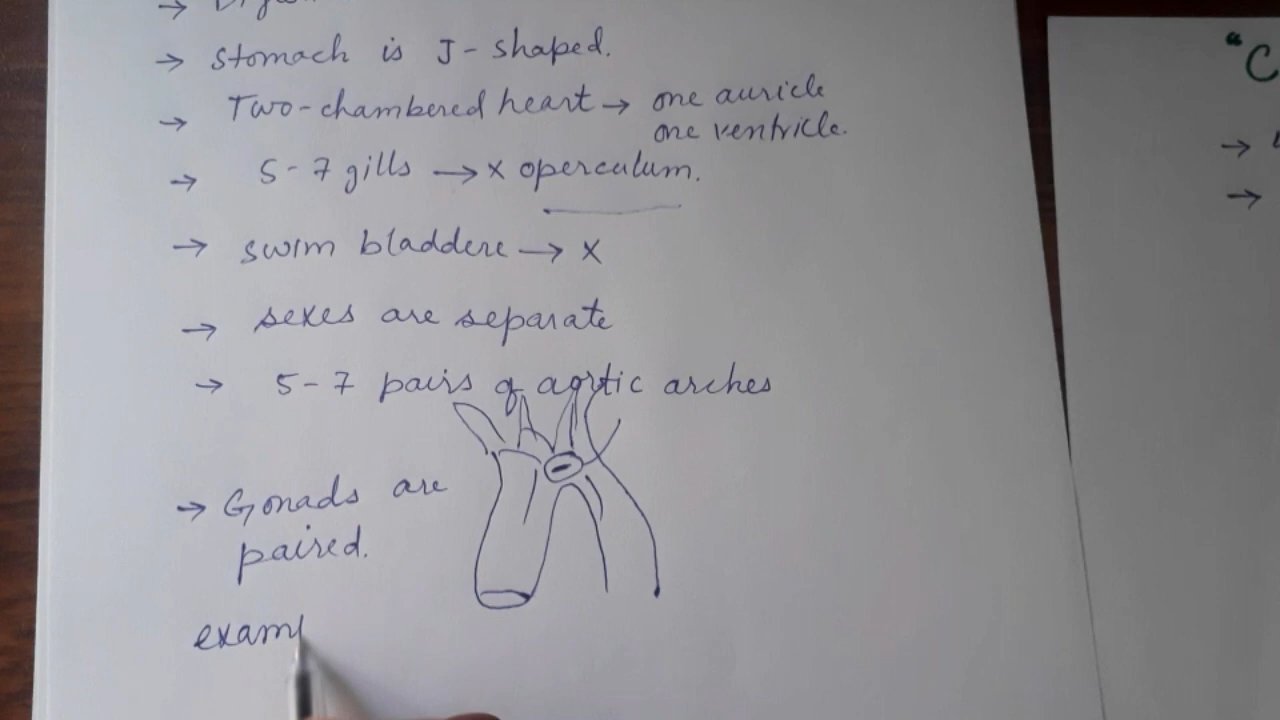 → Stomach is J-shaped.
→ Two-chambered heart → one auricle
one ventricle.
→ 5-7 gills → x operculum.
→ swim bladdere → x
→ sexes are separate
→ 5-7 pairs of aortic arches
→ Gonads are
paired.
exam
"C
→
→